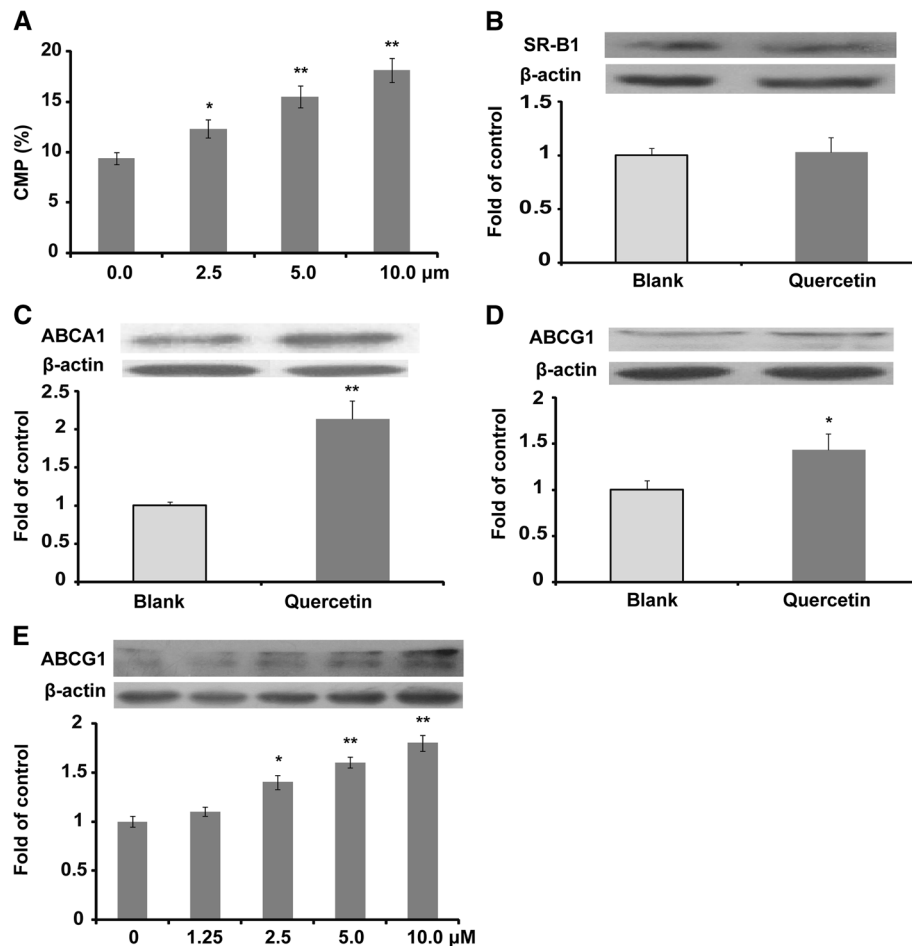 A
CMP (%)
20
15
10
5
0
*
**
**
0.0 2.5 5.0 10.0 µm
B
SR-B1
β-actin
Fold of control
1.5
1
0.5
0
Blank Quercetin
C
ABCA1
β-actin
Fold of control
2.5
2
1.5
1
0.5
0
**
Blank Quercetin
D
ABCG1
β-actin
Fold of control
2
1.5
1
0.5
0
*
Blank Quercetin
E
ABCG1
β-actin
Fold of control
2
1.5
1
0.5
0
*
**
**
0 1.25 2.5 5.0 10.0 µM